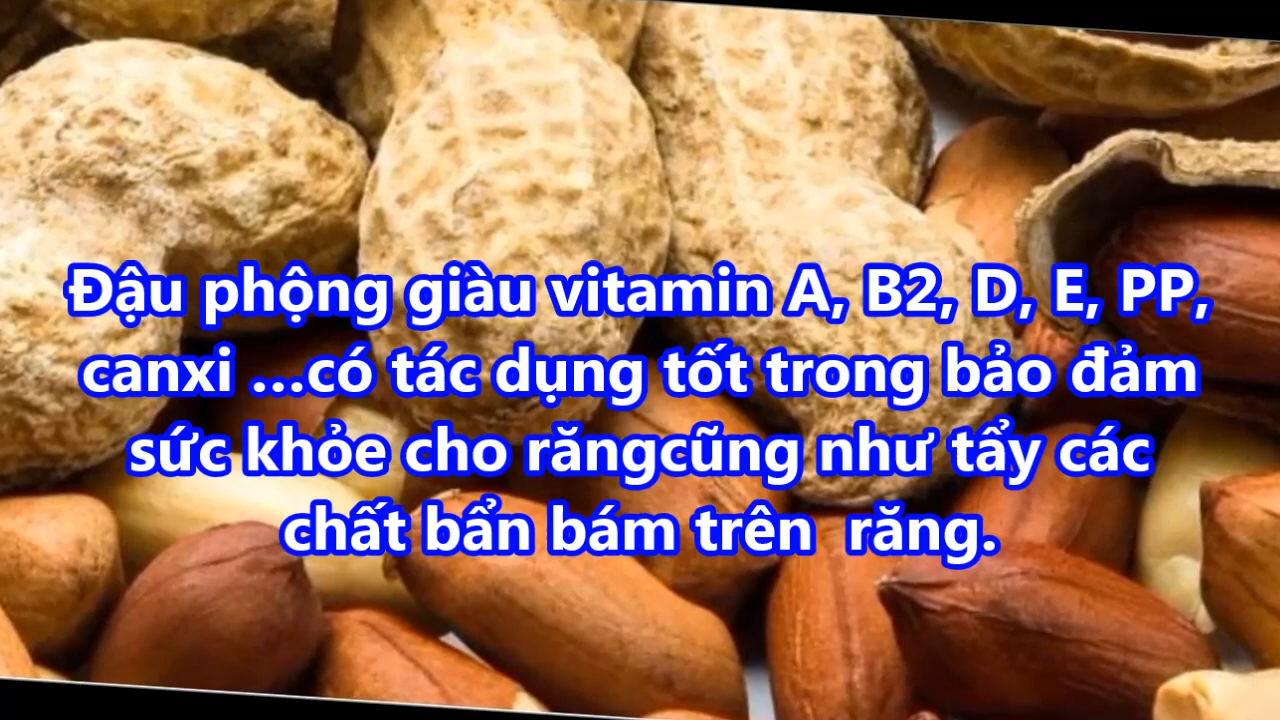 Đậu phộng giàu vitamin A, B2, D, E, PP,
canxi ...có tác dụng tốt trong bảo đảm
sức khỏe cho răngcũng như tẩy các
chất bẩn bám trên  răng.